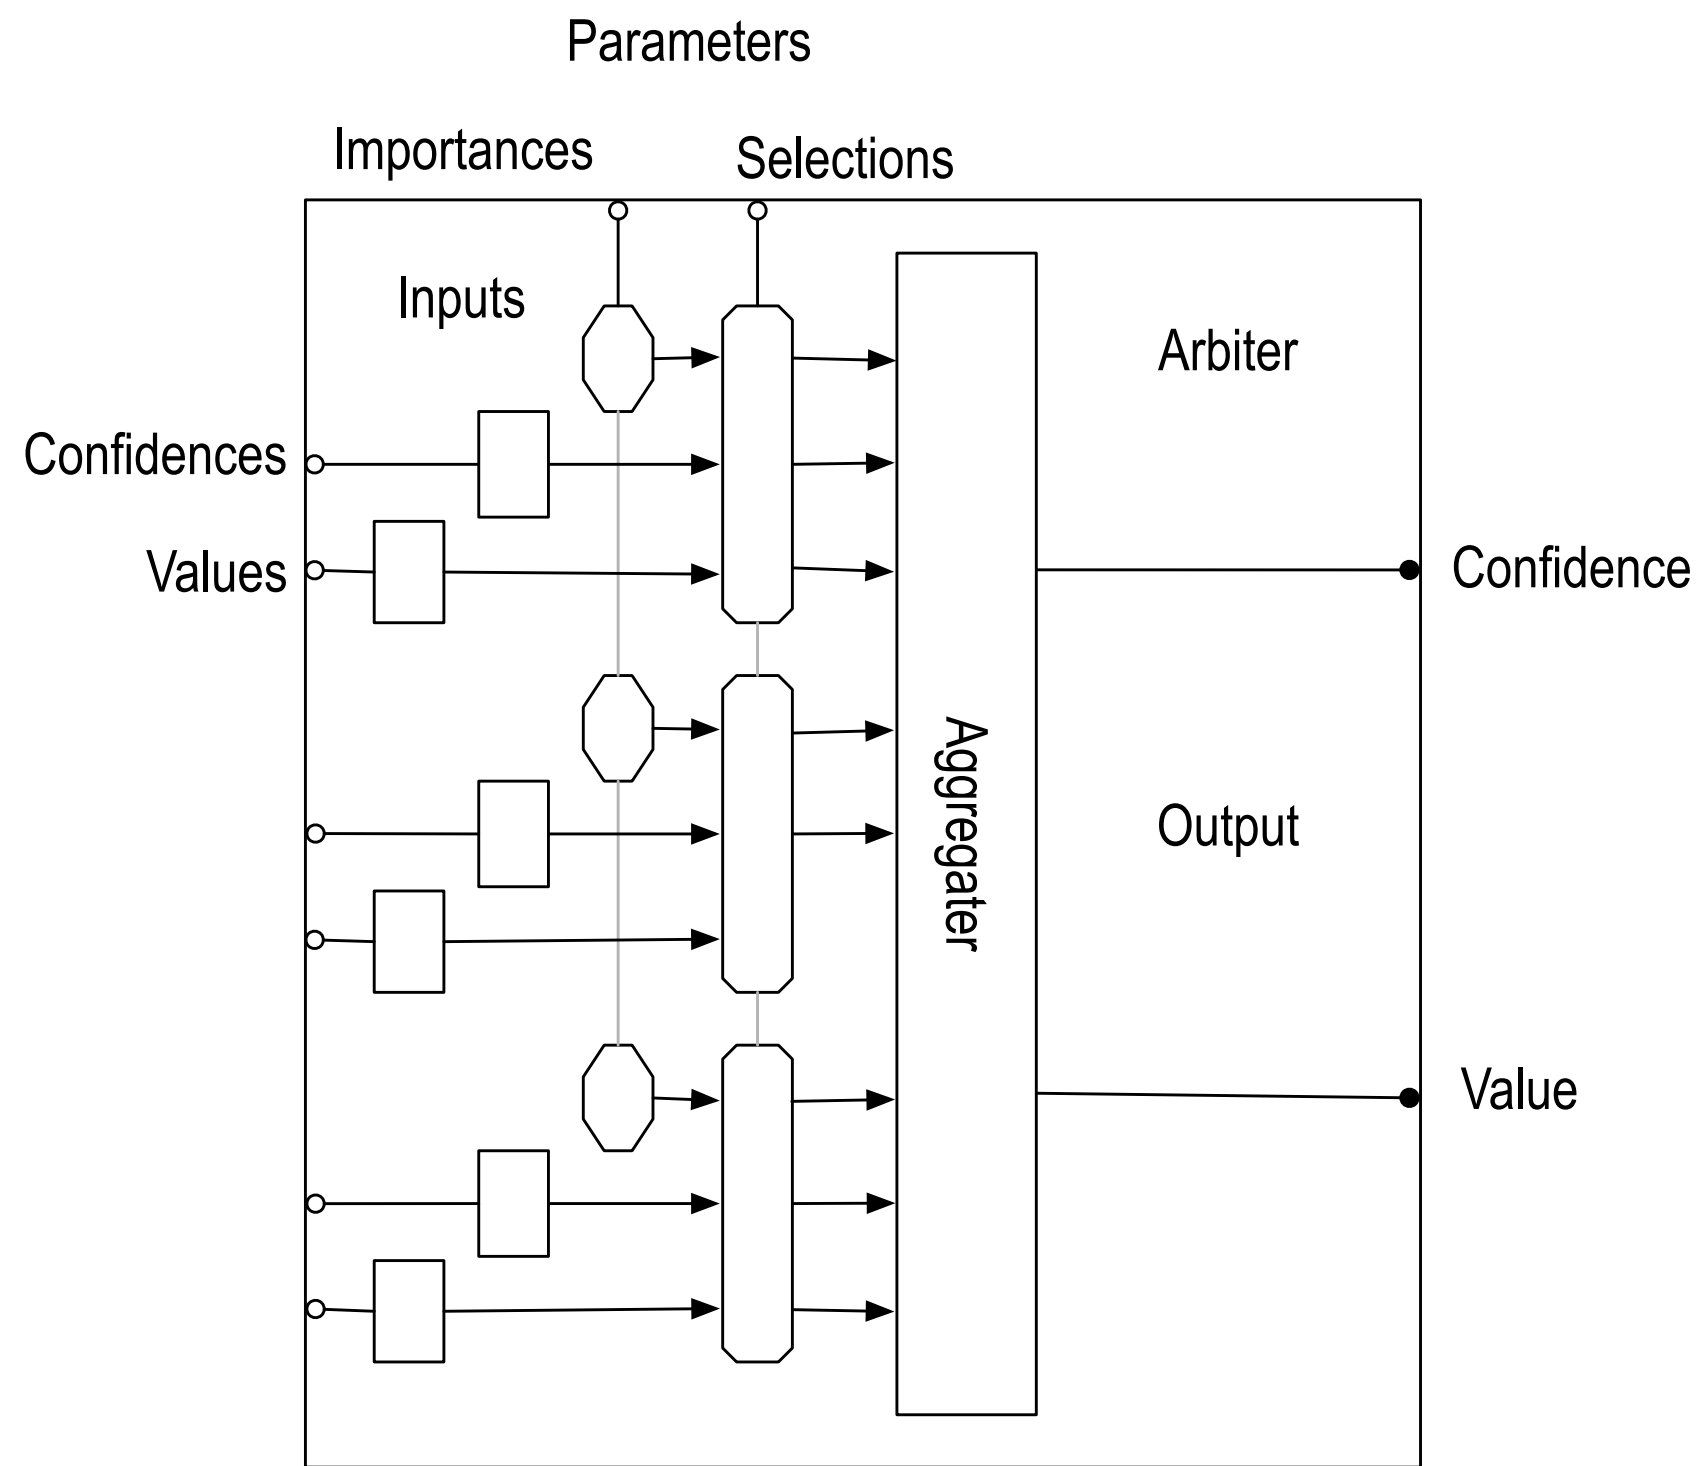 Parameters
Importances
Selections
Inputs
Arbiter
Confidences
Values
Confidence
Aggregater
Output
Value